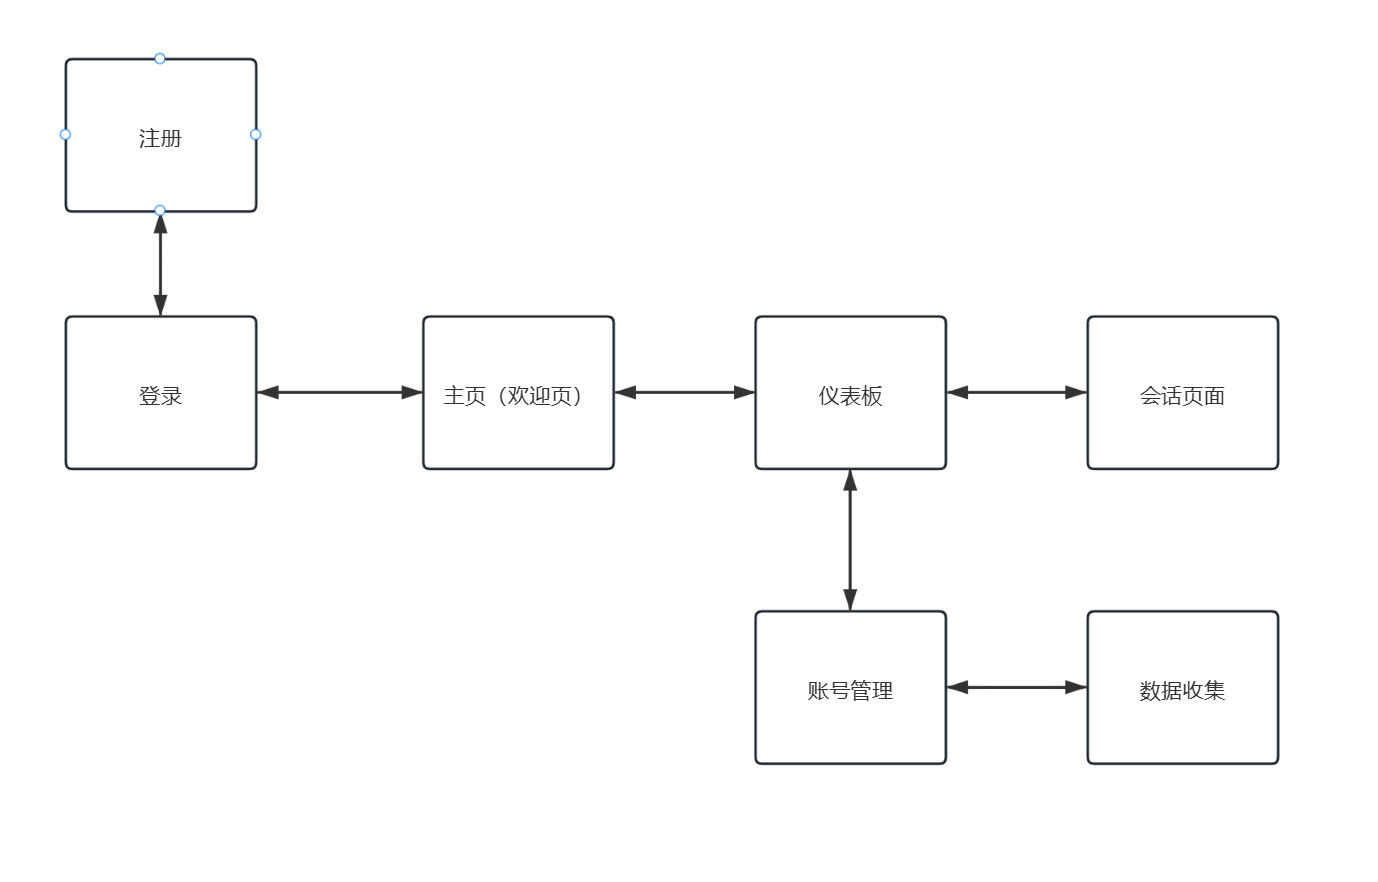 注册
登录
主页（欢迎页）
仪表板
会话页面
账号管理
数据收集